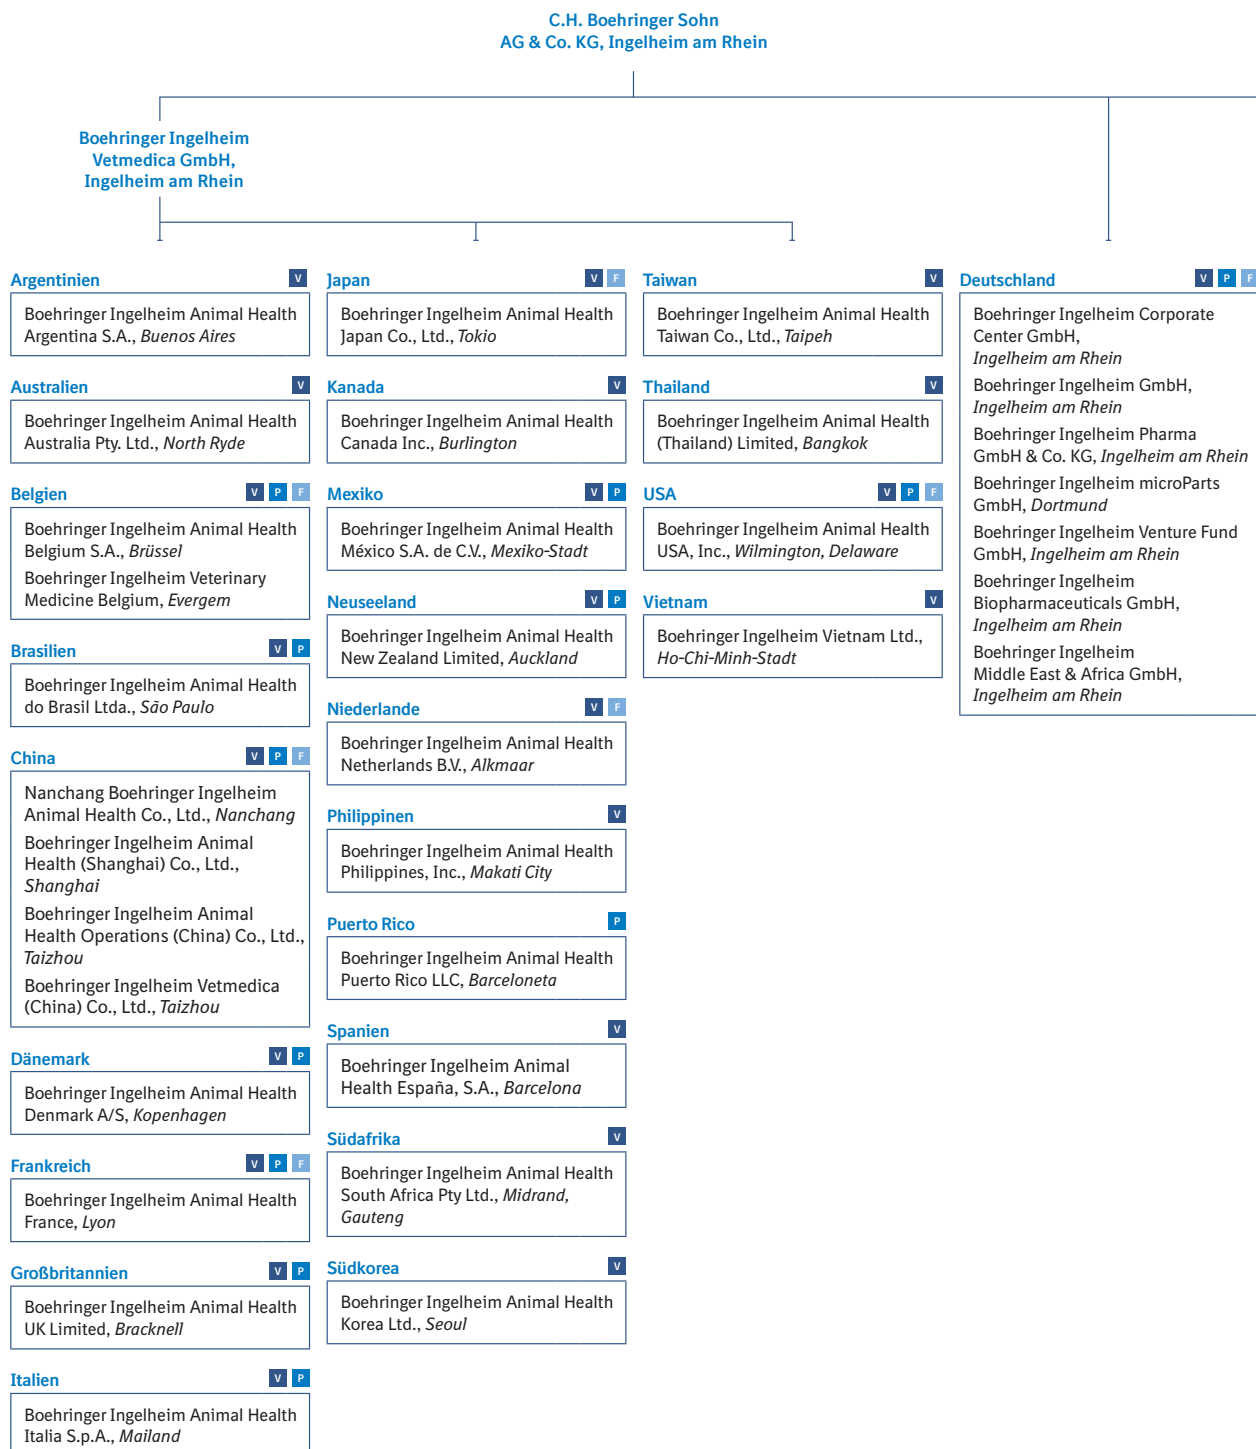 C.H. Boehringer Sohn
AG & Co. KG, Ingelheim am Rhein
Boehringer Ingelheim
Vetmedica GmbH,
Ingelheim am Rhein
Argentinien V
Boehringer Ingelheim Animal Health
Argentina S.A., Buenos Aires
Australien V
Boehringer Ingelheim Animal Health
Australia Pty. Ltd., North Ryde
Belgien V P F
Boehringer Ingelheim Animal Health
Belgium S.A., Brüssel
Boehringer Ingelheim Veterinary
Medicine Belgium, Evergem
Brasilien V P
Boehringer Ingelheim Animal Health
do Brasil Ltda., São Paulo
China V P F
Nanchang Boehringer Ingelheim
Animal Health Co., Ltd., Nanchang
Boehringer Ingelheim Animal
Health (Shanghai) Co., Ltd.,
Shanghai
Boehringer Ingelheim Animal
Health Operations (China) Co., Ltd.,
Taizhou
Boehringer Ingelheim Vetmedica
(China) Co., Ltd., Taizhou
Dänemark V P
Boehringer Ingelheim Animal Health
Denmark A/S, Kopenhagen
Frankreich V P F
Boehringer Ingelheim Animal Health
France, Lyon
Großbritannien V P
Boehringer Ingelheim Animal Health
UK Limited, Bracknell
Italien V P
Boehringer Ingelheim Animal Health
Italia S.p.A., Mailand
Japan V F
Boehringer Ingelheim Animal Health
Japan Co., Ltd., Tokio
Kanada V
Boehringer Ingelheim Animal Health
Canada Inc., Burlington
Mexiko V P
Boehringer Ingelheim Animal Health
México S.A. de C.V., Mexiko-Stadt
Neuseeland V P
Boehringer Ingelheim Animal Health
New Zealand Limited, Auckland
Niederlande V F
Boehringer Ingelheim Animal Health
Netherlands B.V., Alkmaar
Philippinen V
Boehringer Ingelheim Animal Health
Philippines, Inc., Makati City
Puerto Rico P
Boehringer Ingelheim Animal Health
Puerto Rico LLC, Barceloneta
Spanien V
Boehringer Ingelheim Animal
Health España, S.A., Barcelona
Südafrika V
Boehringer Ingelheim Animal Health
South Africa Pty Ltd., Midrand,
Gauteng
Südkorea V
Boehringer Ingelheim Animal Health
Korea Ltd., Seoul
Taiwan V
Boehringer Ingelheim Animal Health
Taiwan Co., Ltd., Taipeh
Thailand V
Boehringer Ingelheim Animal Health
(Thailand) Limited, Bangkok
USA V P F
Boehringer Ingelheim Animal Health
USA, Inc., Wilmington, Delaware
Vietnam V
Boehringer Ingelheim Vietnam Ltd.,
Ho-Chi-Minh-Stadt
Deutschland V P F
Boehringer Ingelheim Corporate
Center GmbH,
Ingelheim am Rhein
Boehringer Ingelheim GmbH,
Ingelheim am Rhein
Boehringer Ingelheim Pharma
GmbH & Co. KG, Ingelheim am Rhein
Boehringer Ingelheim microParts
GmbH, Dortmund
Boehringer Ingelheim Venture Fund
GmbH, Ingelheim am Rhein
Boehringer Ingelheim
Biopharmaceuticals GmbH,
Ingelheim am Rhein
Boehringer Ingelheim
Middle East & Africa GmbH,
Ingelheim am Rhein